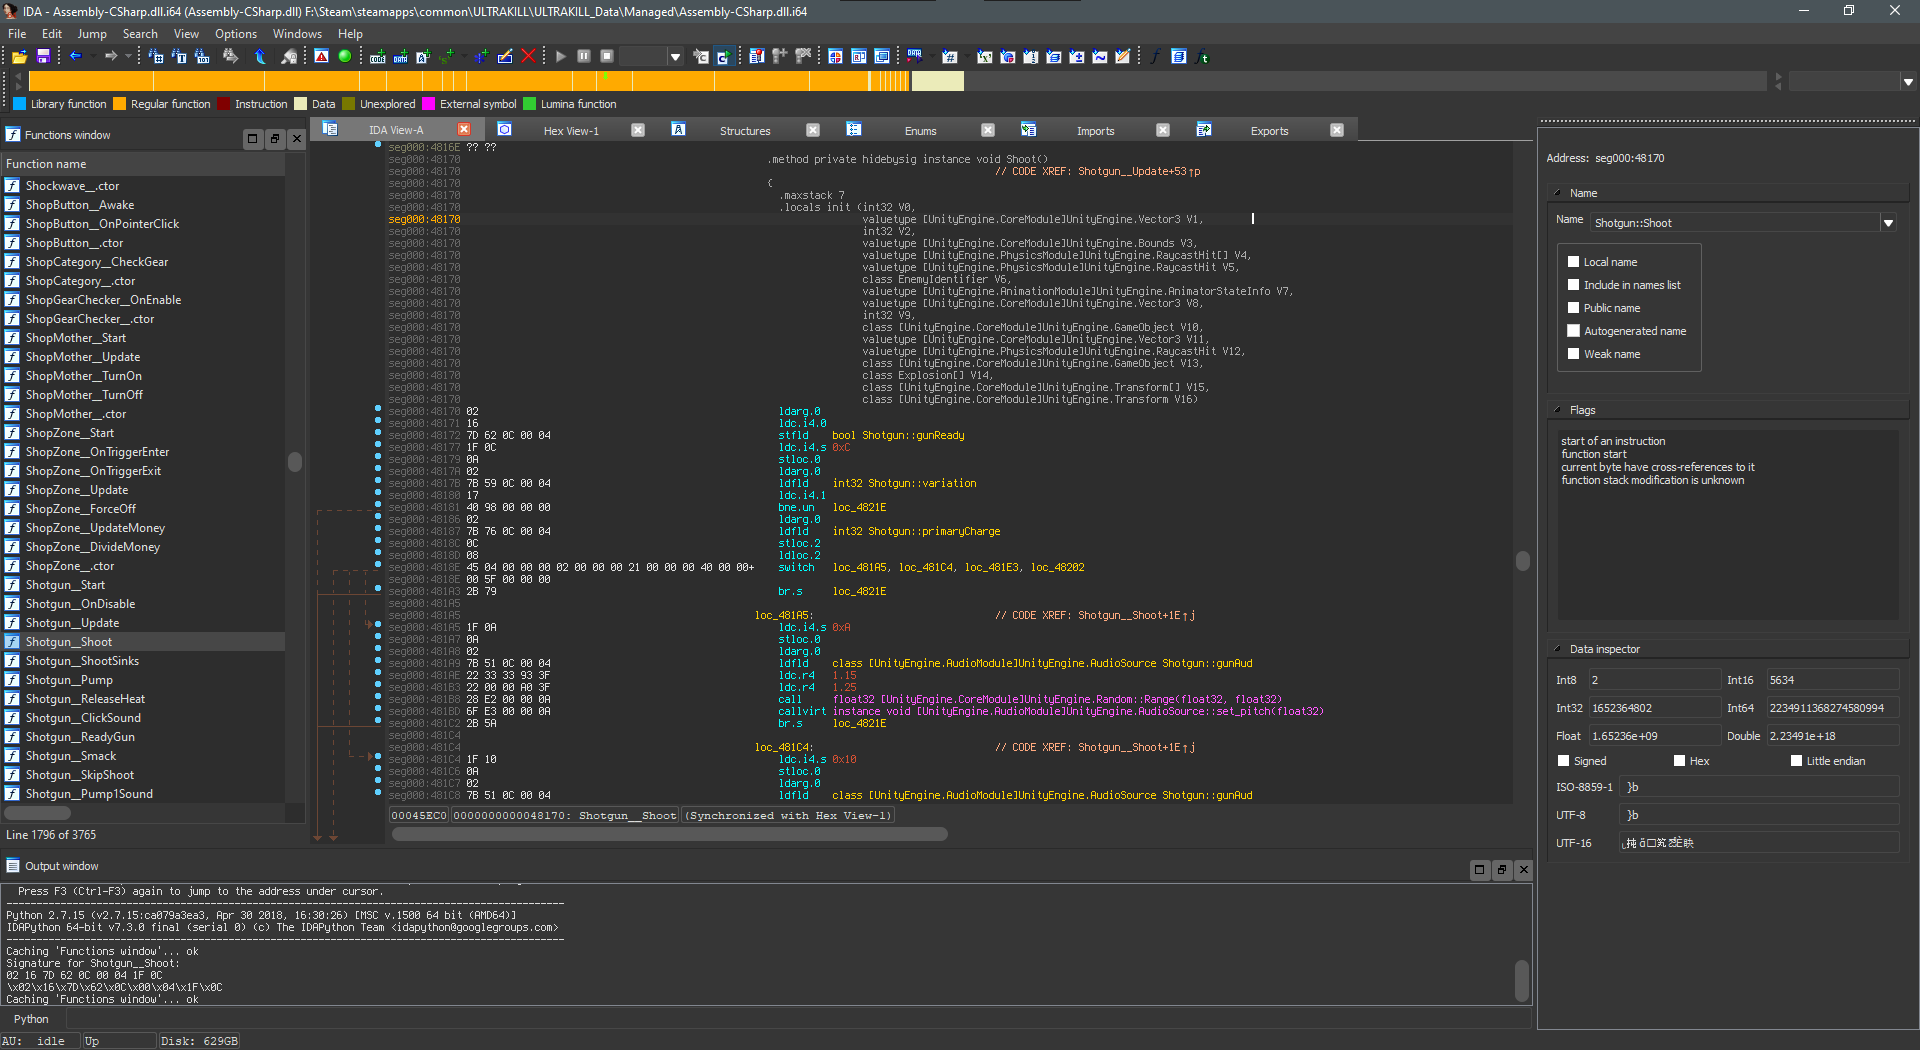 IDA - Assembly-CSharp.dll.i64 (Assembly-CSharp.dll) F:\Steam\steamapps\common\ULTRAKILL\ULTRAKILL_Data\Managed\Assembly-CSharp.dll.i64
File Edit Jump Search View Options Windows Help
Library function Regular function Instruction Data Unexplored External symbol Lumina function
Functions window
IDA View-A Hex View-1 Structures Enums Imports Exports
Function name
Shockwave__.ctor
ShopButton__Awake
ShopButton__OnPointerClick
ShopButton__.ctor
ShopCategory__CheckGear
ShopCategory__.ctor
ShopGearChecker__OnEnable
ShopGearChecker__.ctor
ShopMother__Start
ShopMother__Update
ShopMother__TurnOn
ShopMother__TurnOff
ShopMother__.ctor
ShopZone__Start
ShopZone__OnTriggerEnter
ShopZone__OnTriggerExit
ShopZone__Update
ShopZone__ForceOff
ShopZone__UpdateMoney
ShopZone__DivideMoney
ShopZone__.ctor
Shotgun__Start
Shotgun__OnDisable
Shotgun__Update
Shotgun__Shoot
Shotgun__ShootSinks
Shotgun__Pump
Shotgun__ReleaseHeat
Shotgun__ClickSound
Shotgun__ReadyGun
Shotgun__Smack
Shotgun__SkipShoot
Shotgun__Pump1Sound
Line 1796 of 3765
seg000:4816E ?? ??
seg000:48170 .method private hidebysig instance void Shoot()
seg000:48170 // CODE XREF: Shotgun__Update+53↑p
seg000:48170 {
seg000:48170 .maxstack 7
seg000:48170 .locals init (int32 V0,
seg000:48170 valuetype [UnityEngine.CoreModule]UnityEngine.Vector3 V1,
seg000:48170 int32 V2,
seg000:48170 valuetype [UnityEngine.CoreModule]UnityEngine.Bounds V3,
seg000:48170 valuetype [UnityEngine.PhysicsModule]UnityEngine.RaycastHit[] V4,
seg000:48170 valuetype [UnityEngine.PhysicsModule]UnityEngine.RaycastHit V5,
seg000:48170 class EnemyIdentifier V6,
seg000:48170 valuetype [UnityEngine.AnimationModule]UnityEngine.AnimatorStateInfo V7,
seg000:48170 valuetype [UnityEngine.CoreModule]UnityEngine.Vector3 V8,
seg000:48170 int32 V9,
seg000:48170 class [UnityEngine.CoreModule]UnityEngine.GameObject V10,
seg000:48170 valuetype [UnityEngine.CoreModule]UnityEngine.Vector3 V11,
seg000:48170 valuetype [UnityEngine.PhysicsModule]UnityEngine.RaycastHit V12,
seg000:48170 class [UnityEngine.CoreModule]UnityEngine.GameObject V13,
seg000:48170 class Explosion[] V14,
seg000:48170 class [UnityEngine.CoreModule]UnityEngine.Transform[] V15,
seg000:48170 class [UnityEngine.CoreModule]UnityEngine.Transform V16)
seg000:48170 02 ldarg.0
seg000:48171 16 ldc.i4.0
seg000:48172 7D 62 0C 00 04 stfld bool Shotgun::gunReady
seg000:48177 1F 0C ldc.i4.s 0xC
seg000:48179 0A stloc.0
seg000:4817A 02 ldarg.0
seg000:4817B 7B 59 0C 00 04 ldfld int32 Shotgun::variation
seg000:48180 17 ldc.i4.1
seg000:48181 40 98 00 00 00 bne.un loc_4821E
seg000:48186 02 ldarg.0
seg000:48187 7B 76 0C 00 04 ldfld int32 Shotgun::primaryCharge
seg000:4818C 0C stloc.2
seg000:4818D 08 ldloc.2
seg000:4818E 45 04 00 00 00 02 00 00 00 21 00 00 00 40 00 00+ switch loc_481A5, loc_481C4, loc_481E3, loc_48202
seg000:4818E 00 5F 00 00 00
seg000:481A3 2B 79 br.s loc_4821E
seg000:481A5
seg000:481A5 loc_481A5: // CODE XREF: Shotgun__Shoot+1E↑j
seg000:481A5 1F 0A ldc.i4.s 0xA
seg000:481A7 0A stloc.0
seg000:481A8 02 ldarg.0
seg000:481A9 7B 51 0C 00 04 ldfld class [UnityEngine.AudioModule]UnityEngine.AudioSource Shotgun::gunAud
seg000:481AE 22 33 33 93 3F ldc.r4 1.15
seg000:481B3 22 00 00 A0 3F ldc.r4 1.25
seg000:481B8 28 E2 00 00 0A call float32 [UnityEngine.CoreModule]UnityEngine.Random::Range(float32, float32)
seg000:481BD 6F E3 00 00 0A callvirt instance void [UnityEngine.AudioModule]UnityEngine.AudioSource::set_pitch(float32)
seg000:481C2 2B 5A br.s loc_4821E
seg000:481C4
seg000:481C4 loc_481C4: // CODE XREF: Shotgun__Shoot+1E↑j
seg000:481C4 1F 10 ldc.i4.s 0x10
seg000:481C6 0A stloc.0
seg000:481C7 02 ldarg.0
seg000:481C8 7B 51 0C 00 04 ldfld class [UnityEngine.AudioModule]UnityEngine.AudioSource Shotgun::gunAud
00045EC0 0000000000048170: Shotgun__Shoot (Synchronized with Hex View-1)
Address: seg000:48170
Name
Name Shotgun::Shoot
Local name
Include in names list
Public name
Autogenerated name
Weak name
Flags
start of an instruction
function start
current byte have cross-references to it
function stack modification is unknown
Data inspector
Int8 2 Int16 5634
Int32 1652364802 Int64 2234911368274580994
Float 1.65236e+09 Double 2.23491e+18
Signed Hex Little endian
ISO-8859-1 }b
UTF-8 }b
UTF-16
Output window
Press F3 (Ctrl-F3) again to jump to the address under cursor.
Python 2.7.15 (v2.7.15:ca079a3ea3, Apr 30 2018, 16:30:26) [MSC v.1500 64 bit (AMD64)]
IDAPython 64-bit v7.3.0 final (serial 0) (c) The IDAPython Team <idapython@googlegroups.com>
Caching 'Functions window'... ok
Signature for Shotgun__Shoot:
02 16 7D 62 0C 00 04 1F 0C
\x02\x16\x7D\x62\x0C\x00\x04\x1F\x0C
Caching 'Functions window'... ok
Python
AU: idle Up Disk: 629GB